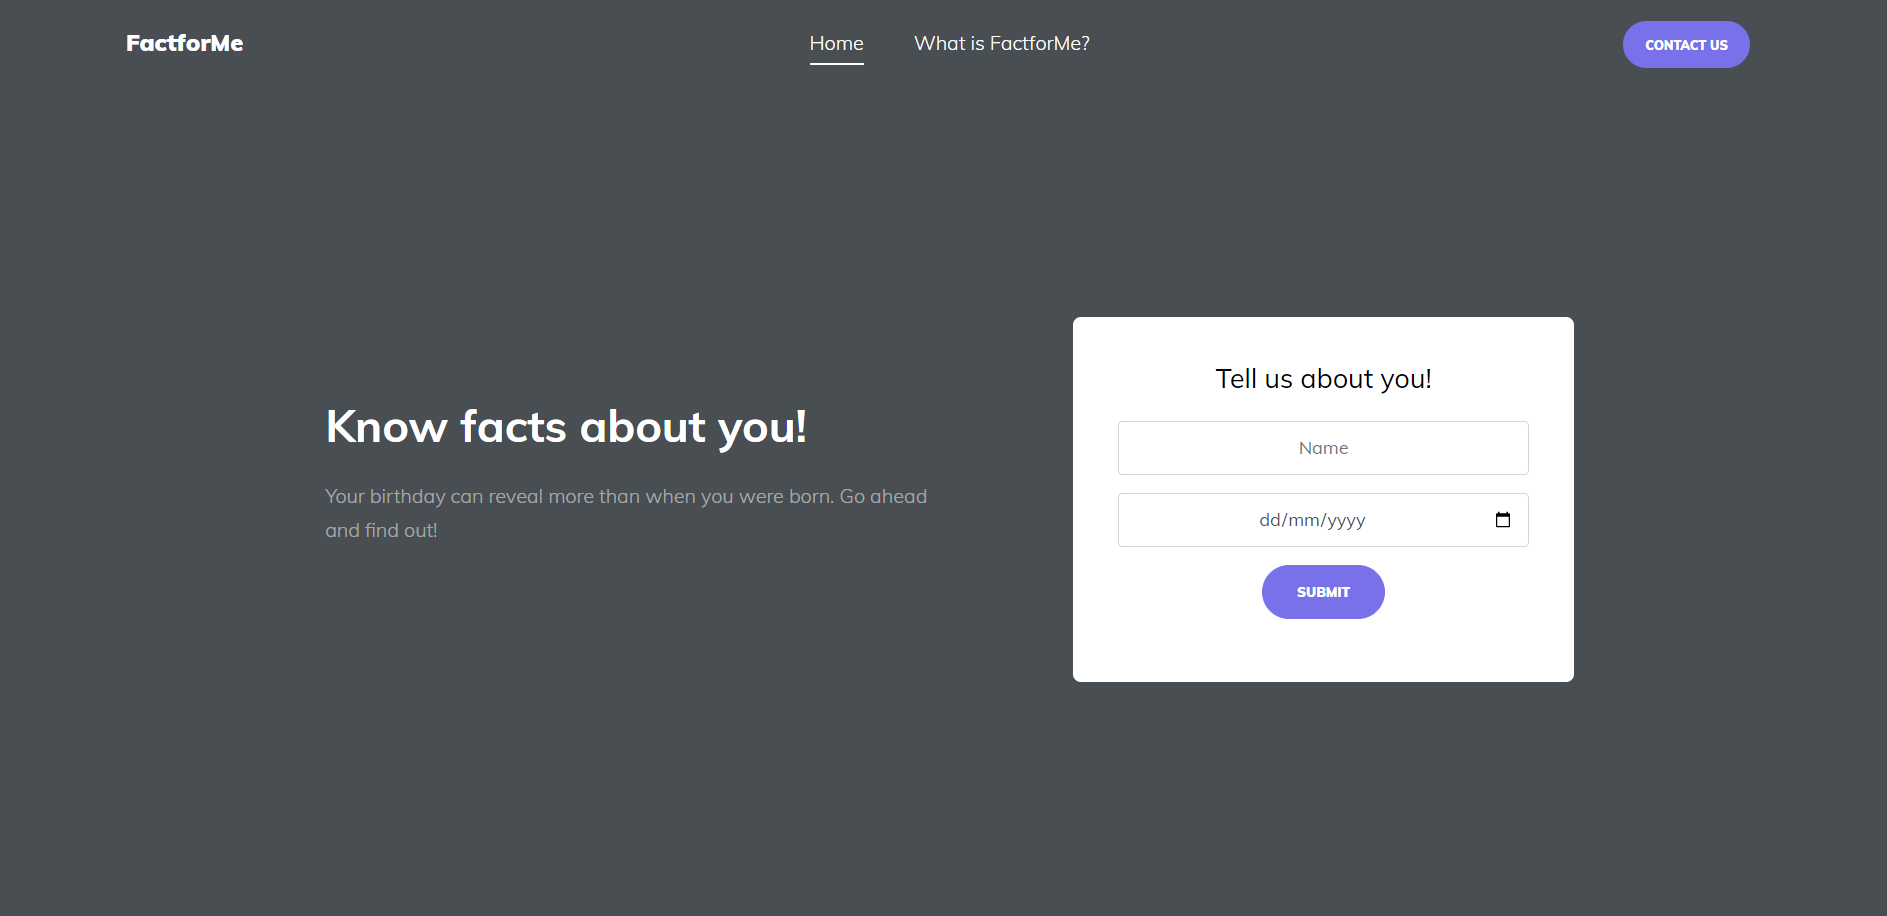 FactforMe
Home
What is FactforMe?
CONTACT US
Know facts about you!
Your birthday can reveal more than when you were born. Go ahead
and find out!
Tell us about you!
Name
dd/mm/yyyy
SUBMIT